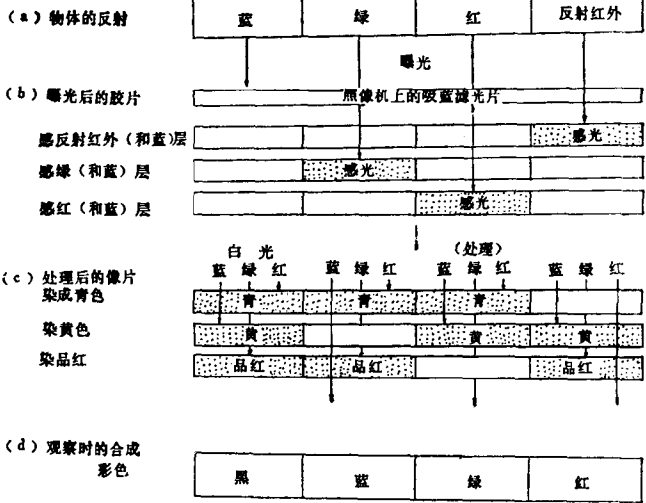 (a)物体的反射 蓝 绿 红 反射红外
曝光
(b)曝光后的胶片 照像机上的吸蓝滤光片
感反射红外(和蓝)层 感光
感绿(和蓝)层 感光
感红(和蓝)层 感光
白 光 (处理)
(c)处理后的像片 蓝 绿 红 蓝 绿 红 蓝 绿 红 蓝 绿 红
染成青色 青 青 青
染黄色 黄 黄 黄
染品红 品红 品红 品红
(d)观察时的合成
彩色 黑 蓝 绿 红